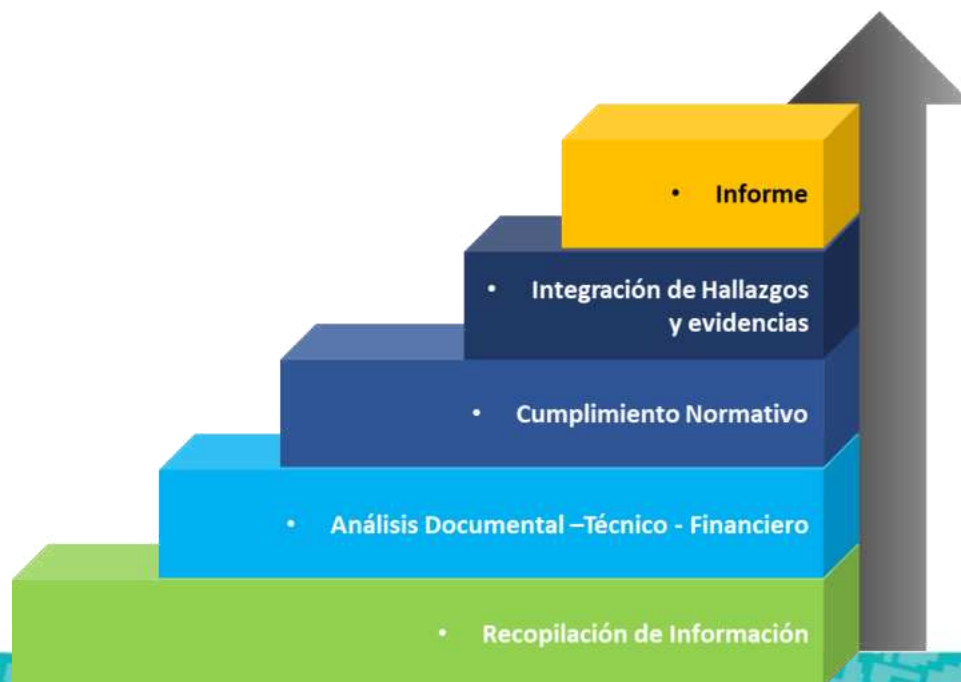 • Informe
• Integración de Hallazgos
y evidencias
• Cumplimiento Normativo
• Análisis Documental –Técnico - Financiero
• Recopilación de Información